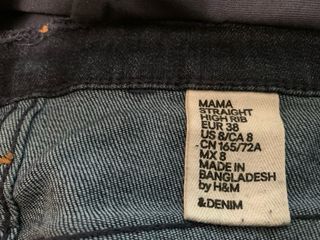 MAMA
STRAIGHT
HIGH RIB
EUR 38
US 8/CA 8
CN 165/72A
MX 8
MADE IN
BANGLADESH
by H&M
&DENIM